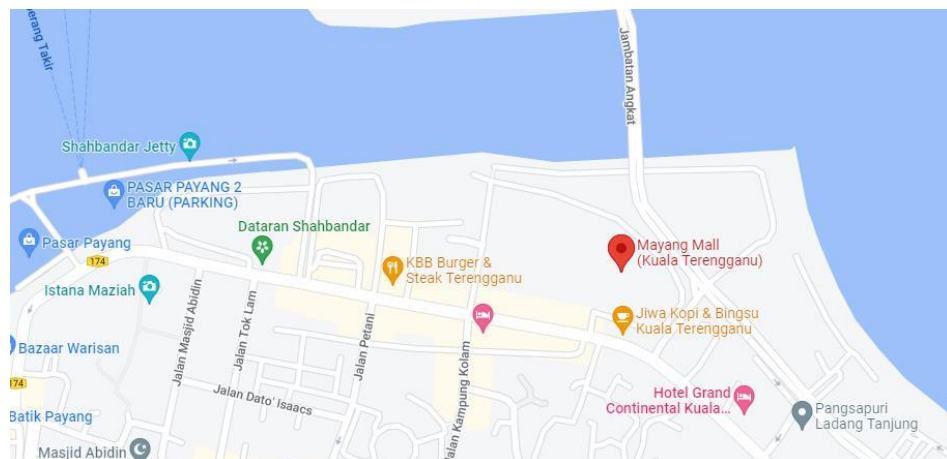 erang Takir
Jambatan Angkat
Shahbandar Jetty
PASAR PAYANG 2
BARU (PARKING)
Dataran Shahbandar
Pasar Payang
174
Mayang Mall
(Kuala Terengganu)
KBB Burger &
Steak Terengganu
Istana Maziah
Jalan Masjid Abidin
Jalan Tok Lam
Jalan Petani
Jalan Kampung Kolam
Jiwa Kopi & Bingsu
Kuala Terengganu
Bazaar Warisan
174
Jalan Dato' Isaacs
Hotel Grand
Continental Kuala...
Batik Payang
Pangsapuri
Ladang Tanjung
Masjid Abidin